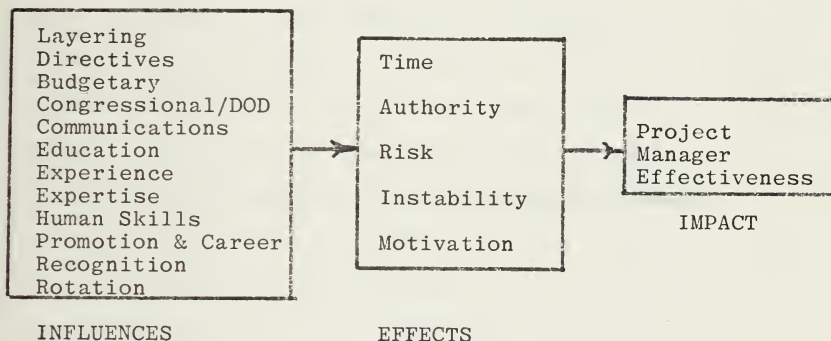 Layering
Directives
Budgetary
Congressional/DOD
Communications
Education
Experience
Expertise
Human Skills
Promotion & Career
Recognition
Rotation
INFLUENCES
Time
Authority
Risk
Instability
Motivation
EFFECTS
Project
Manager
Effectiveness
IMPACT